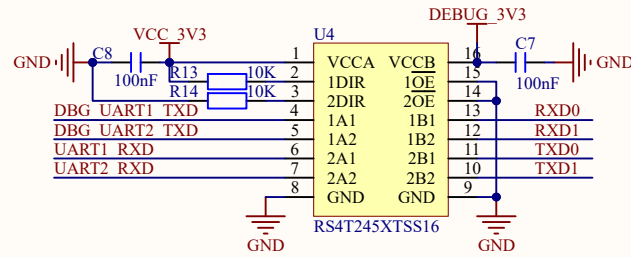 VCC_3V3
DEBUG_3V3
U4
C8
C7
GND
100nF
1 VCCA VCCB 16
100nF
GND
R13 10K
2 1DIR 1OE 15
R14 10K
3 2DIR 2OE 14
DBG_UART1_TXD 4 1A1 1B1 13 RXD0
DBG_UART2_TXD 5 1A2 1B2 12 RXD1
UART1_RXD 6 2A1 2B1 11 TXD0
UART2_RXD 7 2A2 2B2 10 TXD1
8 GND GND 9
RS4T245XTSS16
GND
GND